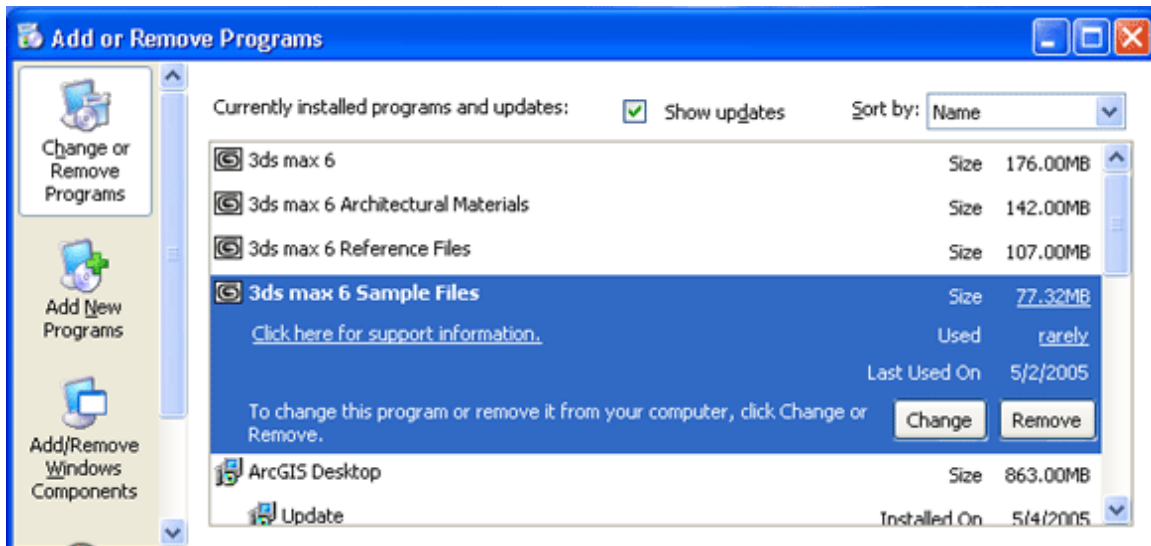 Add or Remove Programs
Change or
Remove
Programs
Add New
Programs
Add/Remove
Windows
Components
Currently installed programs and updates:
Show updates
Sort by: Name
3ds max 6 Size 176.00MB
3ds max 6 Architectural Materials Size 142.00MB
3ds max 6 Reference Files Size 107.00MB
3ds max 6 Sample Files Size 77.32MB
Click here for support information. Used rarely
Last Used On 5/2/2005
To change this program or remove it from your computer, click Change or
Remove.
Change Remove
ArcGIS Desktop Size 863.00MB
Update Installed On 5/4/2005